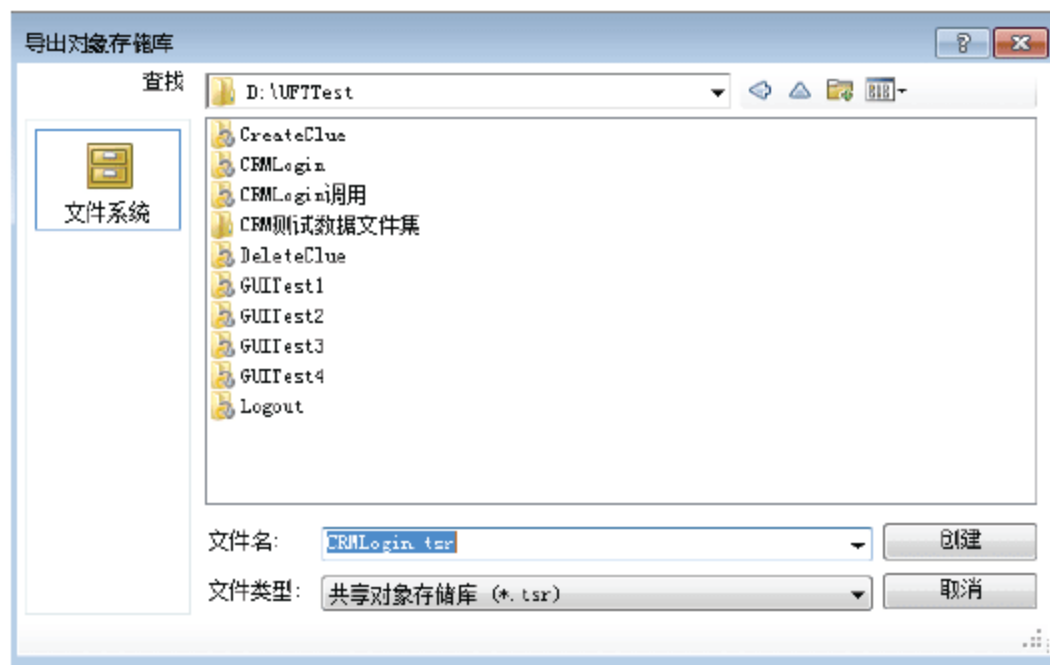 导出对象存储库
查找
D:\UFTTest
CreateClue
CRMLogin
CRMLogin调用
CRM测试数据文件集
DeleteClue
GUITest1
GUITest2
GUITest3
GUITest4
Logout
文件系统
文件名:
CRMLogin.tsr
创建
文件类型:
共享对象存储库 (*.tsr)
取消